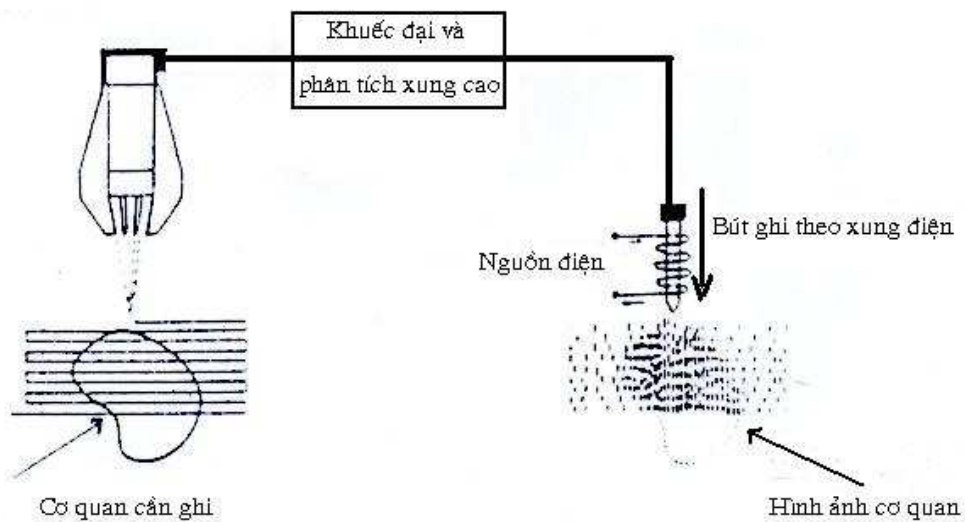 Khuếc đại và
phân tích xung cao
Bút ghi theo xung điện
Nguồn điện
Cơ quan cần ghi
Hình ảnh cơ quan